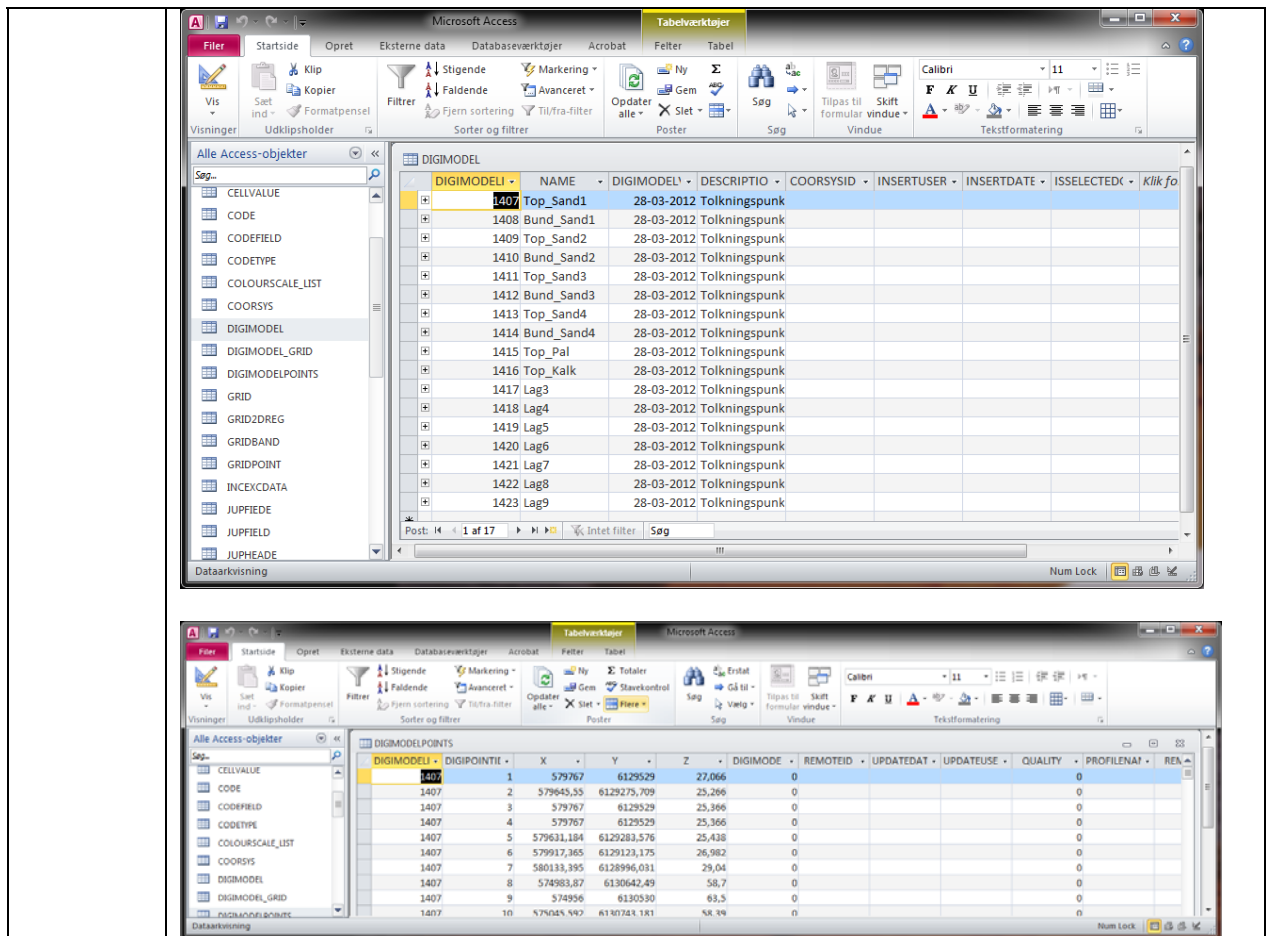 Microsoft Access Tabelværktøjer
Filer Startside Opret Eksterne data Databaseværktøjer Acrobat Felter Tabel
Vis
Sæt ind
Klip
Kopier
Formatpensel
Filtrer
Stigende
Faldende
Fjern sortering
Markering
Avanceret
Til/fra-filter
Opdater alle
Ny
Gem
Slet
Søg
Tilpas til formular
Skift vindue
Calibri 11
F K U
Visninger Udklipsholder Sorter og filtrer Poster Søg Vindue Tekstformatering
Alle Access-objekter
Søg...
CELLVALUE
CODE
CODEFIELD
CODETYPE
COLOURSCALE_LIST
COORSYS
DIGIMODEL
DIGIMODEL_GRID
DIGIMODELPOINTS
GRID
GRID2DREG
GRIDBAND
GRIDPOINT
INCEXCDATA
JUPFIEDE
JUPFIELD
JUPHEADE
DIGIMODEL
DIGIMODELI NAME DIGIMODEL DESCRIPTIO COORSYSID INSERTUSER INSERTDATE ISSELECTED( Klik fo
1407 Top_Sand1 28-03-2012 Tolkningspunk
1408 Bund_Sand1 28-03-2012 Tolkningspunk
1409 Top_Sand2 28-03-2012 Tolkningspunk
1410 Bund_Sand2 28-03-2012 Tolkningspunk
1411 Top_Sand3 28-03-2012 Tolkningspunk
1412 Bund_Sand3 28-03-2012 Tolkningspunk
1413 Top_Sand4 28-03-2012 Tolkningspunk
1414 Bund_Sand4 28-03-2012 Tolkningspunk
1415 Top_Pal 28-03-2012 Tolkningspunk
1416 Top_Kalk 28-03-2012 Tolkningspunk
1417 Lag3 28-03-2012 Tolkningspunk
1418 Lag4 28-03-2012 Tolkningspunk
1419 Lag5 28-03-2012 Tolkningspunk
1420 Lag6 28-03-2012 Tolkningspunk
1421 Lag7 28-03-2012 Tolkningspunk
1422 Lag8 28-03-2012 Tolkningspunk
1423 Lag9 28-03-2012 Tolkningspunk
Post: 1 af 17 Intet filter Søg
Dataarkvisning Num Lock
Tabelværktøjer Microsoft Access
Filer Startside Opret Eksterne data Databaseværktøjer Acrobat Felter Tabel
Vis
Sæt ind
Klip
Kopier
Formatpensel
Filtrer
Stigende
Faldende
Fjern sortering
Markering
Avanceret
Til/fra-filter
Opdater alle
Ny
Gem
Slet
Totaler
Stavekontrol
Flere
Søg
Erstat
Gå til
Vælg
Tilpas til formular
Skift vindue
Calibri 11
F K U
Visninger Udklipsholder Sorter og filtrer Poster Søg Vindue Tekstformatering
Alle Access-objekter
Søg...
CELLVALUE
CODE
CODEFIELD
CODETYPE
COLOURSCALE_LIST
COORSYS
DIGIMODEL
DIGIMODEL_GRID
DIGIMODELPOINTS
DIGIMODELPOINTS
DIGIMODELI DIGIPOINTIE X Y Z DIGIMODE REMOTEID UPDATEDAT UPDATEUSE QUALITY PROFILENAM REN
1407 1 579767 6129529 27,066 0 0
1407 2 579645,55 6129275,709 25,266 0 0
1407 3 579767 6129529 25,366 0 0
1407 4 579767 6129529 25,366 0 0
1407 5 579631,184 6129283,576 25,438 0 0
1407 6 579917,365 6129123,175 26,982 0 0
1407 7 580133,395 6128996,031 29,04 0 0
1407 8 574983,87 6130642,49 58,7 0 0
1407 9 574956 6130530 63,5 0 0
1407 10 575045,592 6130743,181 58,39 0 0
Dataarkvisning Num Lock